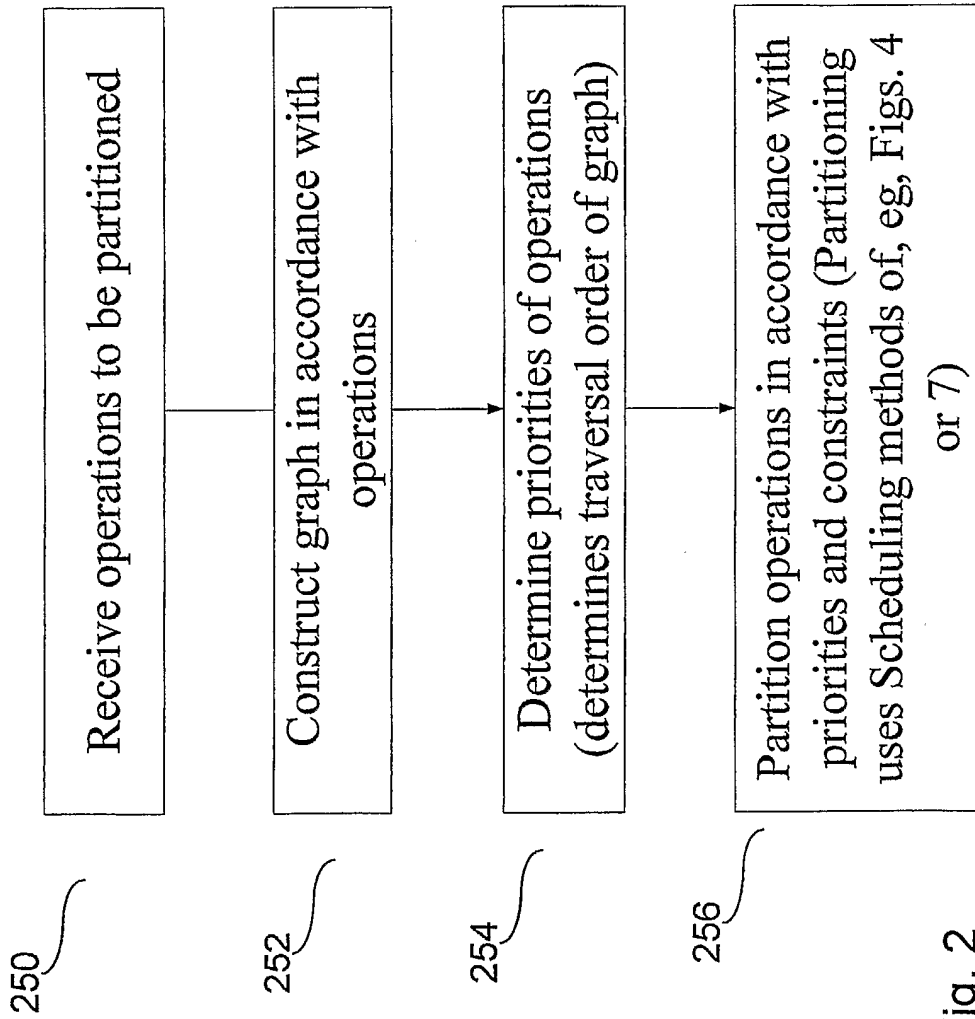 250
Receive operations to be partitioned
252
Construct graph in accordance with
operations
254
Determine priorities of operations
(determines traversal order of graph)
256
Partition operations in accordance with
priorities and constraints (Partitioning
uses Scheduling methods of, eg, Figs. 4
or 7)
ig. 2